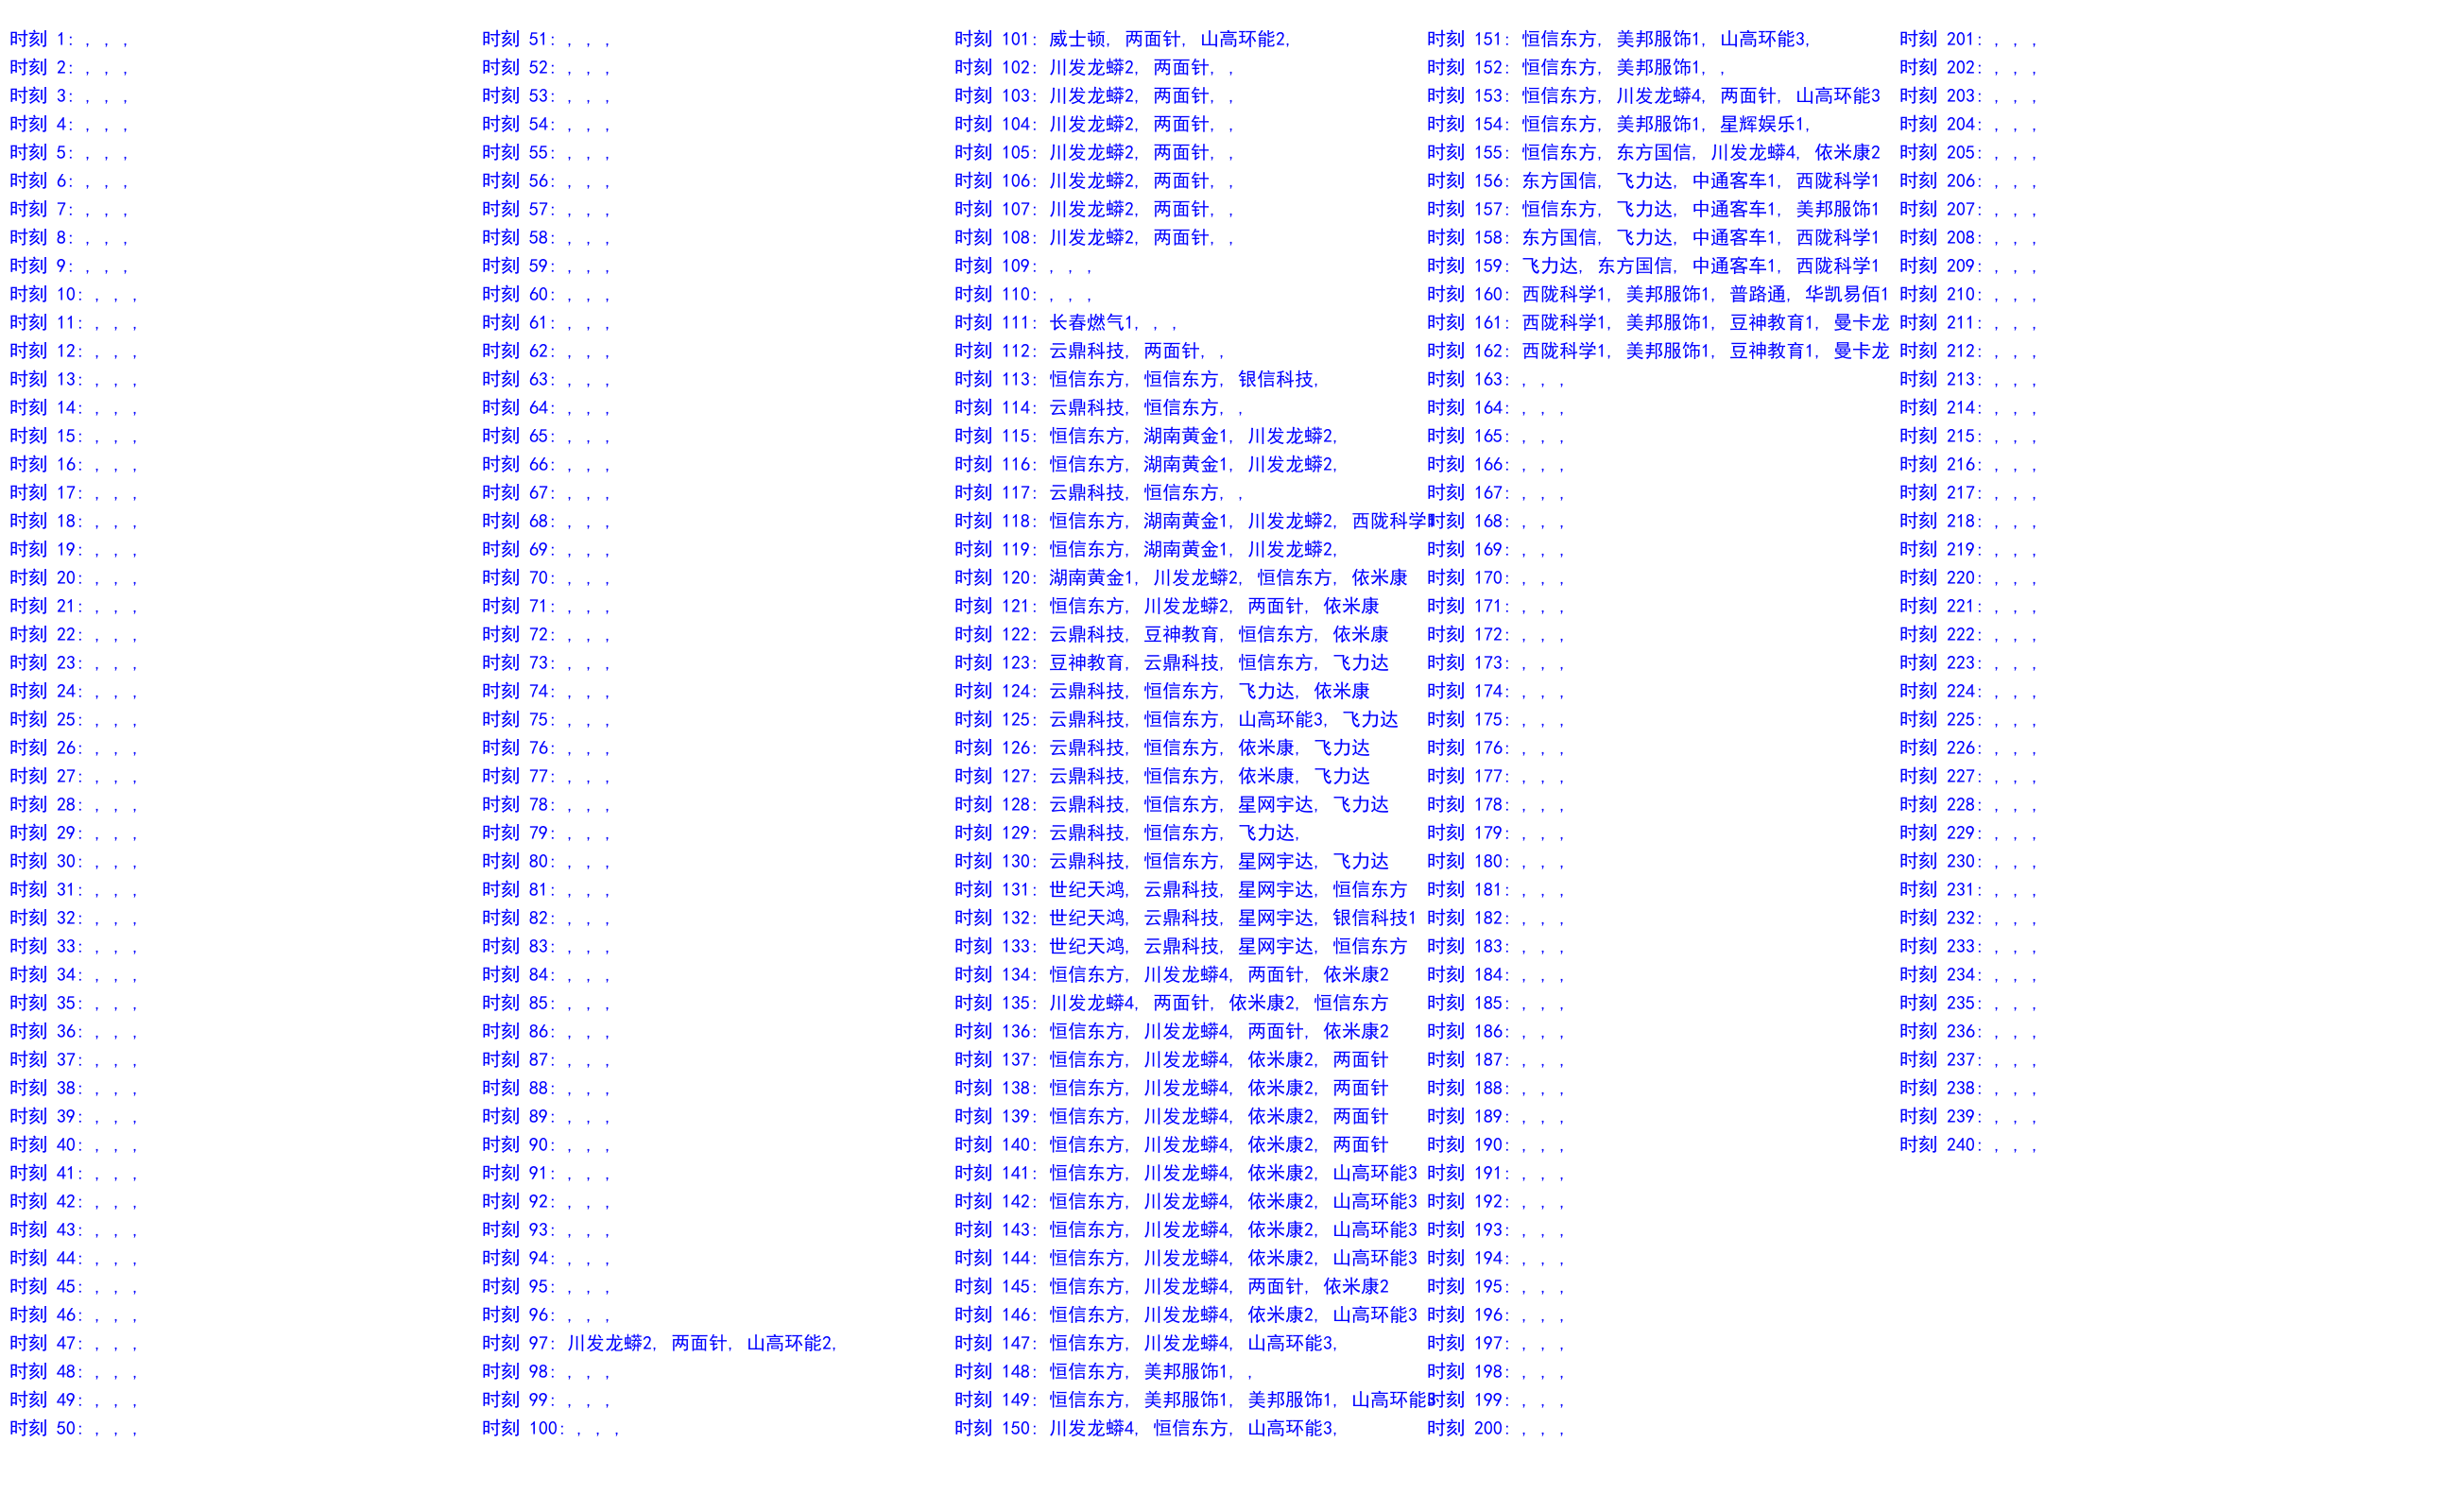 时刻 1: , , ,
时刻 2: , , ,
时刻 3: , , ,
时刻 4: , , ,
时刻 5: , , ,
时刻 6: , , ,
时刻 7: , , ,
时刻 8: , , ,
时刻 9: , , ,
时刻 10: , , ,
时刻 11: , , ,
时刻 12: , , ,
时刻 13: , , ,
时刻 14: , , ,
时刻 15: , , ,
时刻 16: , , ,
时刻 17: , , ,
时刻 18: , , ,
时刻 19: , , ,
时刻 20: , , ,
时刻 21: , , ,
时刻 22: , , ,
时刻 23: , , ,
时刻 24: , , ,
时刻 25: , , ,
时刻 26: , , ,
时刻 27: , , ,
时刻 28: , , ,
时刻 29: , , ,
时刻 30: , , ,
时刻 31: , , ,
时刻 32: , , ,
时刻 33: , , ,
时刻 34: , , ,
时刻 35: , , ,
时刻 36: , , ,
时刻 37: , , ,
时刻 38: , , ,
时刻 39: , , ,
时刻 40: , , ,
时刻 41: , , ,
时刻 42: , , ,
时刻 43: , , ,
时刻 44: , , ,
时刻 45: , , ,
时刻 46: , , ,
时刻 47: , , ,
时刻 48: , , ,
时刻 49: , , ,
时刻 50: , , ,
时刻 51: , , ,
时刻 52: , , ,
时刻 53: , , ,
时刻 54: , , ,
时刻 55: , , ,
时刻 56: , , ,
时刻 57: , , ,
时刻 58: , , ,
时刻 59: , , ,
时刻 60: , , ,
时刻 61: , , ,
时刻 62: , , ,
时刻 63: , , ,
时刻 64: , , ,
时刻 65: , , ,
时刻 66: , , ,
时刻 67: , , ,
时刻 68: , , ,
时刻 69: , , ,
时刻 70: , , ,
时刻 71: , , ,
时刻 72: , , ,
时刻 73: , , ,
时刻 74: , , ,
时刻 75: , , ,
时刻 76: , , ,
时刻 77: , , ,
时刻 78: , , ,
时刻 79: , , ,
时刻 80: , , ,
时刻 81: , , ,
时刻 82: , , ,
时刻 83: , , ,
时刻 84: , , ,
时刻 85: , , ,
时刻 86: , , ,
时刻 87: , , ,
时刻 88: , , ,
时刻 89: , , ,
时刻 90: , , ,
时刻 91: , , ,
时刻 92: , , ,
时刻 93: , , ,
时刻 94: , , ,
时刻 95: , , ,
时刻 96: , , ,
时刻 97: 川发龙蟒2, 两面针, 山高环能2,
时刻 98: , , ,
时刻 99: , , ,
时刻 100: , , ,
时刻 101: 威士顿, 两面针, 山高环能2,
时刻 102: 川发龙蟒2, 两面针, ,
时刻 103: 川发龙蟒2, 两面针, ,
时刻 104: 川发龙蟒2, 两面针, ,
时刻 105: 川发龙蟒2, 两面针, ,
时刻 106: 川发龙蟒2, 两面针, ,
时刻 107: 川发龙蟒2, 两面针, ,
时刻 108: 川发龙蟒2, 两面针, ,
时刻 109: , , ,
时刻 110: , , ,
时刻 111: 长春燃气1, , ,
时刻 112: 云鼎科技, 两面针, ,
时刻 113: 恒信东方, 恒信东方, 银信科技,
时刻 114: 云鼎科技, 恒信东方, ,
时刻 115: 恒信东方, 湖南黄金1, 川发龙蟒2,
时刻 116: 恒信东方, 湖南黄金1, 川发龙蟒2,
时刻 117: 云鼎科技, 恒信东方, ,
时刻 118: 恒信东方, 湖南黄金1, 川发龙蟒2, 西陇科学
时刻 119: 恒信东方, 湖南黄金1, 川发龙蟒2,
时刻 120: 湖南黄金1, 川发龙蟒2, 恒信东方, 依米康
时刻 121: 恒信东方, 川发龙蟒2, 两面针, 依米康
时刻 122: 云鼎科技, 豆神教育, 恒信东方, 依米康
时刻 123: 豆神教育, 云鼎科技, 恒信东方, 飞力达
时刻 124: 云鼎科技, 恒信东方, 飞力达, 依米康
时刻 125: 云鼎科技, 恒信东方, 山高环能3, 飞力达
时刻 126: 云鼎科技, 恒信东方, 依米康, 飞力达
时刻 127: 云鼎科技, 恒信东方, 依米康, 飞力达
时刻 128: 云鼎科技, 恒信东方, 星网宇达, 飞力达
时刻 129: 云鼎科技, 恒信东方, 飞力达,
时刻 130: 云鼎科技, 恒信东方, 星网宇达, 飞力达
时刻 131: 世纪天鸿, 云鼎科技, 星网宇达, 恒信东方
时刻 132: 世纪天鸿, 云鼎科技, 星网宇达, 银信科技1
时刻 133: 世纪天鸿, 云鼎科技, 星网宇达, 恒信东方
时刻 134: 恒信东方, 川发龙蟒4, 两面针, 依米康2
时刻 135: 川发龙蟒4, 两面针, 依米康2, 恒信东方
时刻 136: 恒信东方, 川发龙蟒4, 两面针, 依米康2
时刻 137: 恒信东方, 川发龙蟒4, 依米康2, 两面针
时刻 138: 恒信东方, 川发龙蟒4, 依米康2, 两面针
时刻 139: 恒信东方, 川发龙蟒4, 依米康2, 两面针
时刻 140: 恒信东方, 川发龙蟒4, 依米康2, 两面针
时刻 141: 恒信东方, 川发龙蟒4, 依米康2, 山高环能3
时刻 142: 恒信东方, 川发龙蟒4, 依米康2, 山高环能3
时刻 143: 恒信东方, 川发龙蟒4, 依米康2, 山高环能3
时刻 144: 恒信东方, 川发龙蟒4, 依米康2, 山高环能3
时刻 145: 恒信东方, 川发龙蟒4, 两面针, 依米康2
时刻 146: 恒信东方, 川发龙蟒4, 依米康2, 山高环能3
时刻 147: 恒信东方, 川发龙蟒4, 山高环能3,
时刻 148: 恒信东方, 美邦服饰1, ,
时刻 149: 恒信东方, 美邦服饰1, 美邦服饰1, 山高环能
时刻 150: 川发龙蟒4, 恒信东方, 山高环能3,
时刻 151: 恒信东方, 美邦服饰1, 山高环能3,
时刻 152: 恒信东方, 美邦服饰1, ,
时刻 153: 恒信东方, 川发龙蟒4, 两面针, 山高环能3
时刻 154: 恒信东方, 美邦服饰1, 星辉娱乐1,
时刻 155: 恒信东方, 东方国信, 川发龙蟒4, 依米康2
时刻 156: 东方国信, 飞力达, 中通客车1, 西陇科学1
时刻 157: 恒信东方, 飞力达, 中通客车1, 美邦服饰1
时刻 158: 东方国信, 飞力达, 中通客车1, 西陇科学1
时刻 159: 飞力达, 东方国信, 中通客车1, 西陇科学1
时刻 160: 西陇科学1, 美邦服饰1, 普路通, 华凯易佰1
时刻 161: 西陇科学1, 美邦服饰1, 豆神教育1, 曼卡龙
时刻 162: 西陇科学1, 美邦服饰1, 豆神教育1, 曼卡龙
时刻 163: , , ,
时刻 164: , , ,
时刻 165: , , ,
时刻 166: , , ,
时刻 167: , , ,
时刻 168: , , ,
时刻 169: , , ,
时刻 170: , , ,
时刻 171: , , ,
时刻 172: , , ,
时刻 173: , , ,
时刻 174: , , ,
时刻 175: , , ,
时刻 176: , , ,
时刻 177: , , ,
时刻 178: , , ,
时刻 179: , , ,
时刻 180: , , ,
时刻 181: , , ,
时刻 182: , , ,
时刻 183: , , ,
时刻 184: , , ,
时刻 185: , , ,
时刻 186: , , ,
时刻 187: , , ,
时刻 188: , , ,
时刻 189: , , ,
时刻 190: , , ,
时刻 191: , , ,
时刻 192: , , ,
时刻 193: , , ,
时刻 194: , , ,
时刻 195: , , ,
时刻 196: , , ,
时刻 197: , , ,
时刻 198: , , ,
时刻 199: , , ,
时刻 200: , , ,
时刻 201: , , ,
时刻 202: , , ,
时刻 203: , , ,
时刻 204: , , ,
时刻 205: , , ,
时刻 206: , , ,
时刻 207: , , ,
时刻 208: , , ,
时刻 209: , , ,
时刻 210: , , ,
时刻 211: , , ,
时刻 212: , , ,
时刻 213: , , ,
时刻 214: , , ,
时刻 215: , , ,
时刻 216: , , ,
时刻 217: , , ,
时刻 218: , , ,
时刻 219: , , ,
时刻 220: , , ,
时刻 221: , , ,
时刻 222: , , ,
时刻 223: , , ,
时刻 224: , , ,
时刻 225: , , ,
时刻 226: , , ,
时刻 227: , , ,
时刻 228: , , ,
时刻 229: , , ,
时刻 230: , , ,
时刻 231: , , ,
时刻 232: , , ,
时刻 233: , , ,
时刻 234: , , ,
时刻 235: , , ,
时刻 236: , , ,
时刻 237: , , ,
时刻 238: , , ,
时刻 239: , , ,
时刻 240: , , ,